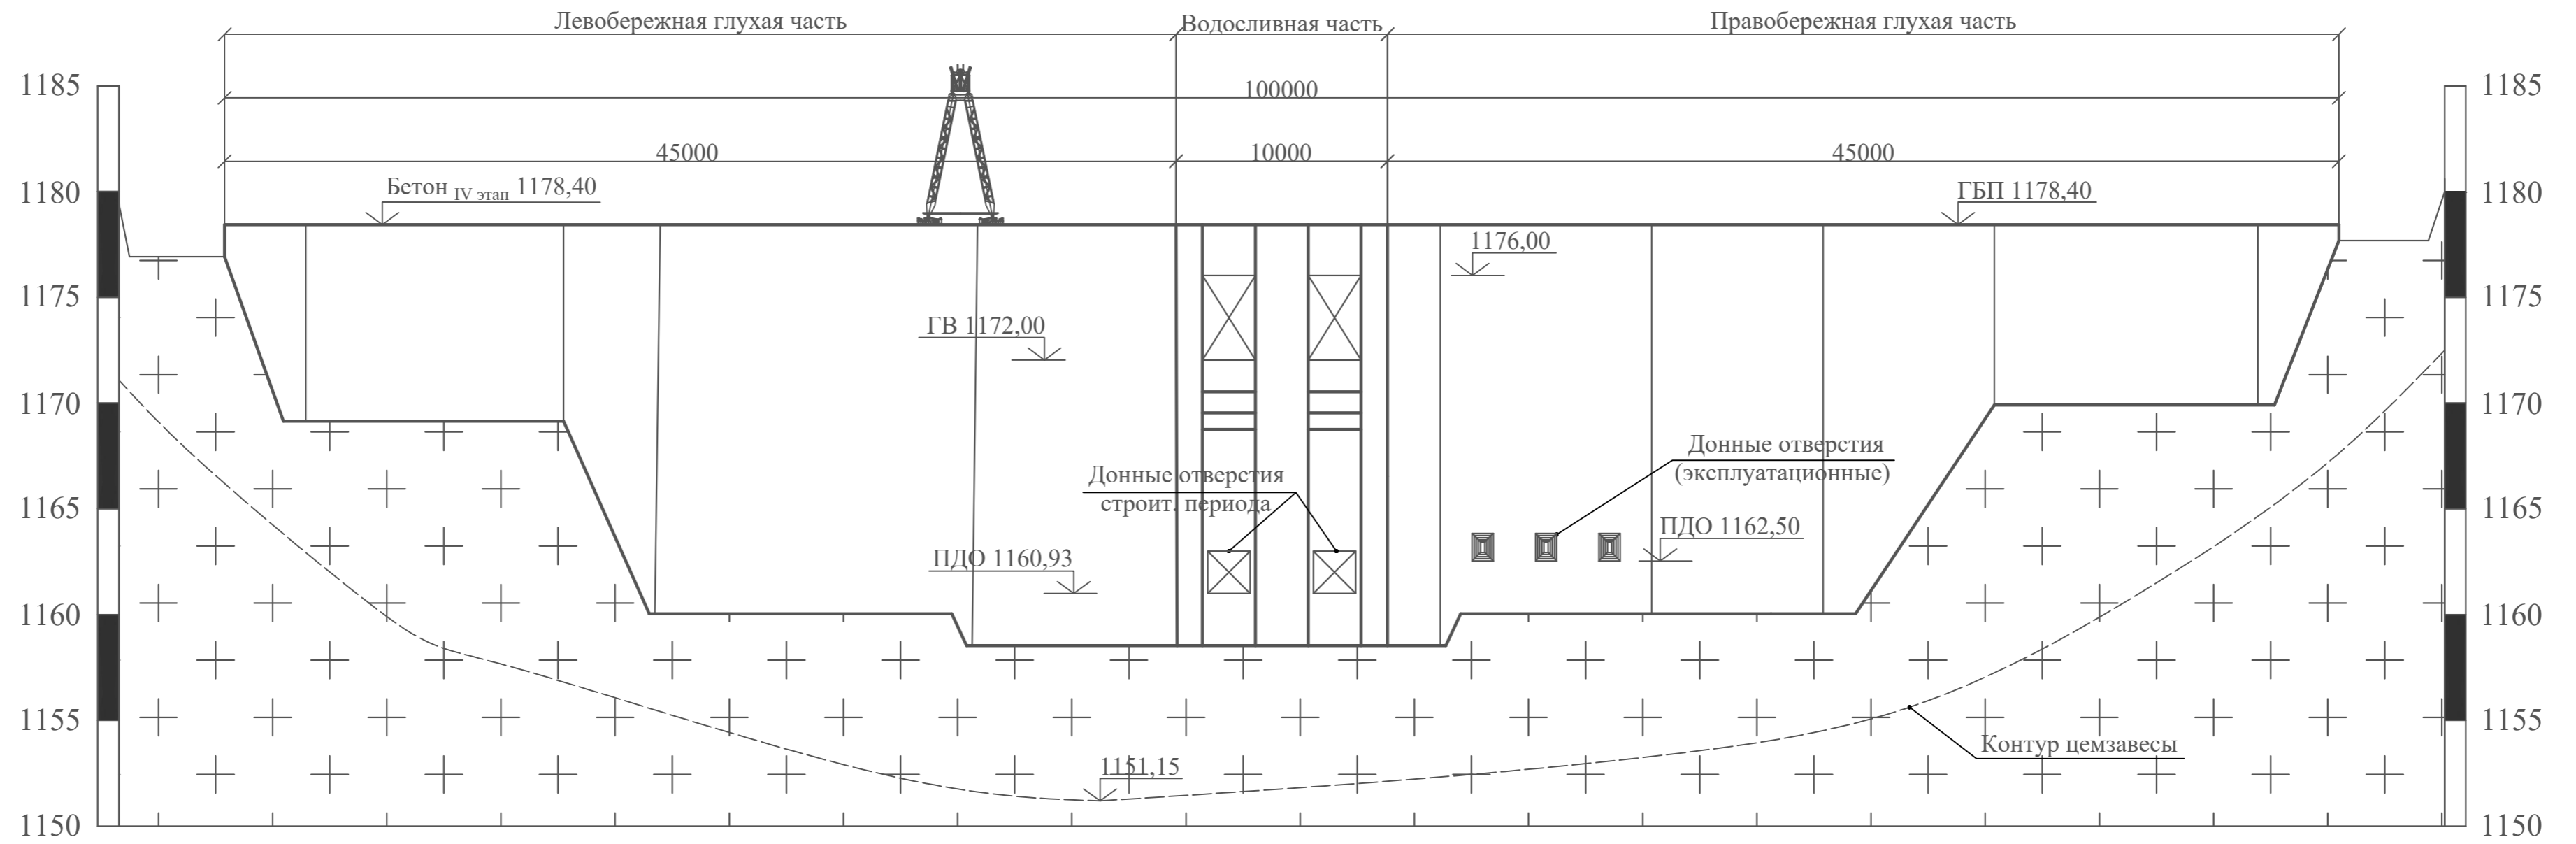 Левобережная глухая часть
Водосливная часть
Правобережная глухая часть
1185
100000
1185
45000
10000
45000
1180
Бетон IV этап 1178,40
ГБП 1178,40
1180
1176,00
1175
1175
ГВ 1172,00
1170
1170
Донные отверстия
(эксплуатационные)
Донные отверстия
строит. периода
1165
1165
ПДО 1162,50
ПДО 1160,93
1160
1160
1155
1155
Контур цемзавесы
1151,15
1150
1150